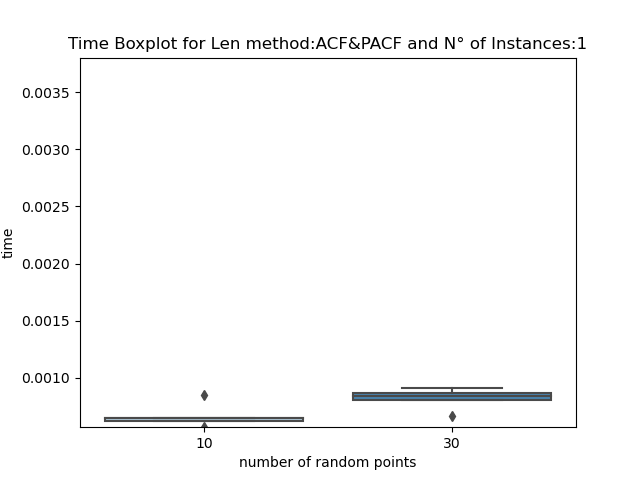 Time Boxplot for Len method:ACF&PACF and N° of Instances:1
0.0035
0.0030
0.0025
0.0020
0.0015
0.0010
time
10
30
number of random points